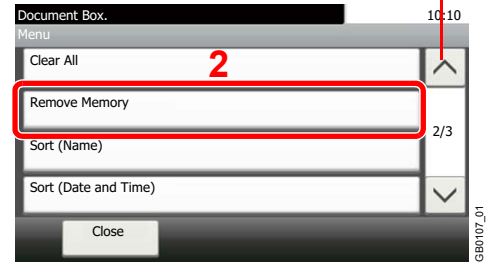 Document Box.
10:10
Menu
Clear All
2
Remove Memory
2/3
Sort (Name)
Sort (Date and Time)
Close
GB0107_01